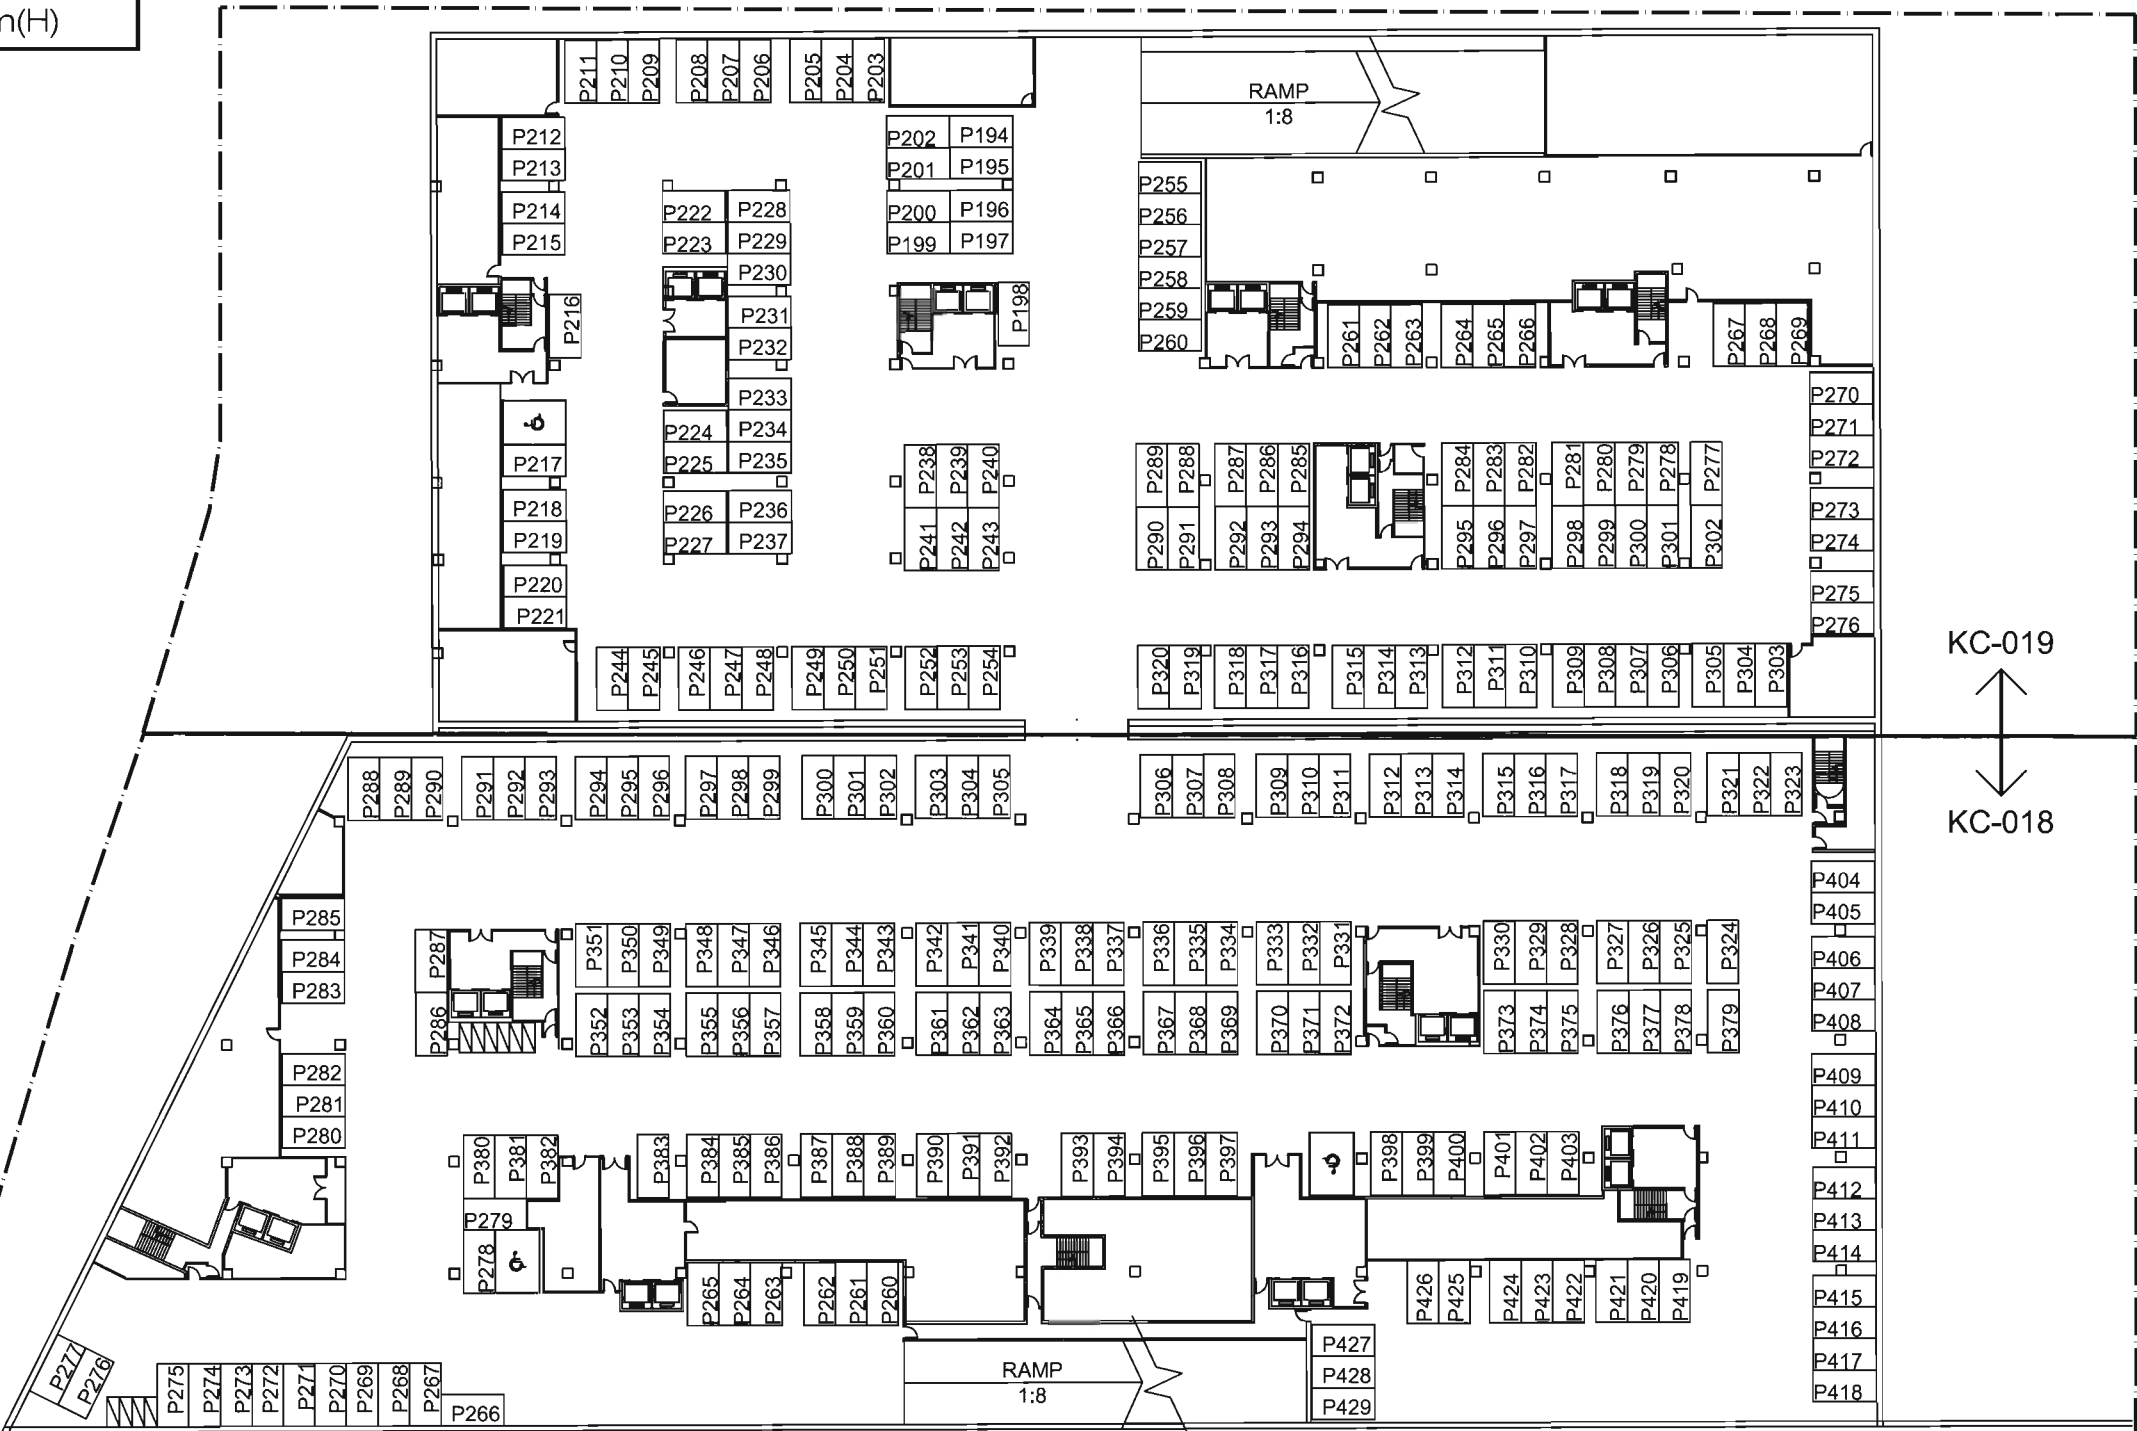 n(H)
P211 P210 P209 P208 P207 P206 P205 P204 P203
RAMP
1:8
P212 P202 P194
P213 P201 P195
P255
P214 P222 P228 P200 P196 P256
P215 P223 P229 P199 P197 P257
P230 P258
P216 P231 P198 P259
P232 P260 P261 P262 P263 P264 P265 P266 P267 P268 P269
P233 P270
P224 P234 P271
P217 P225 P235 P238 P239 P240 P289 P288 P287 P286 P285 P284 P283 P282 P281 P280 P279 P278 P277 P272
P218 P226 P236 P273
P219 P227 P237 P241 P242 P243 P290 P291 P292 P293 P294 P295 P296 P297 P298 P299 P300 P301 P302 P274
P220 P275
P221 P276
KC-019
P244 P245 P246 P247 P248 P249 P250 P251 P252 P253 P254 P320 P319 P318 P317 P316 P315 P314 P313 P312 P311 P310 P309 P308 P307 P306 P305 P304 P303
P288 P289 P290 P291 P292 P293 P294 P295 P296 P297 P298 P299 P300 P301 P302 P303 P304 P305 P306 P307 P308 P309 P310 P311 P312 P313 P314 P315 P316 P317 P318 P319 P320 P321 P322 P323
KC-018
P404
P285 P405
P284 P287 P351 P350 P349 P348 P347 P346 P345 P344 P343 P342 P341 P340 P339 P338 P337 P336 P335 P334 P333 P332 P331 P330 P329 P328 P327 P326 P325 P324 P406
P283 P407
P286 P352 P353 P354 P355 P356 P357 P358 P359 P360 P361 P362 P363 P364 P365 P366 P367 P368 P369 P370 P371 P372 P373 P374 P375 P376 P377 P378 P379 P408
P282 P409
P281 P410
P280 P411
P380 P381 P382 P383 P384 P385 P386 P387 P388 P389 P390 P391 P392 P393 P394 P395 P396 P397 P398 P399 P400 P401 P402 P403
P412
P279 P413
P278 P414
P265 P264 P263 P262 P261 P260 P426 P425 P424 P423 P422 P421 P420 P419 P415
P416
P427
P277 P276 P417
RAMP
1:8
P428
P275 P274 P273 P272 P271 P270 P269 P268 P267 P418
P266 P429